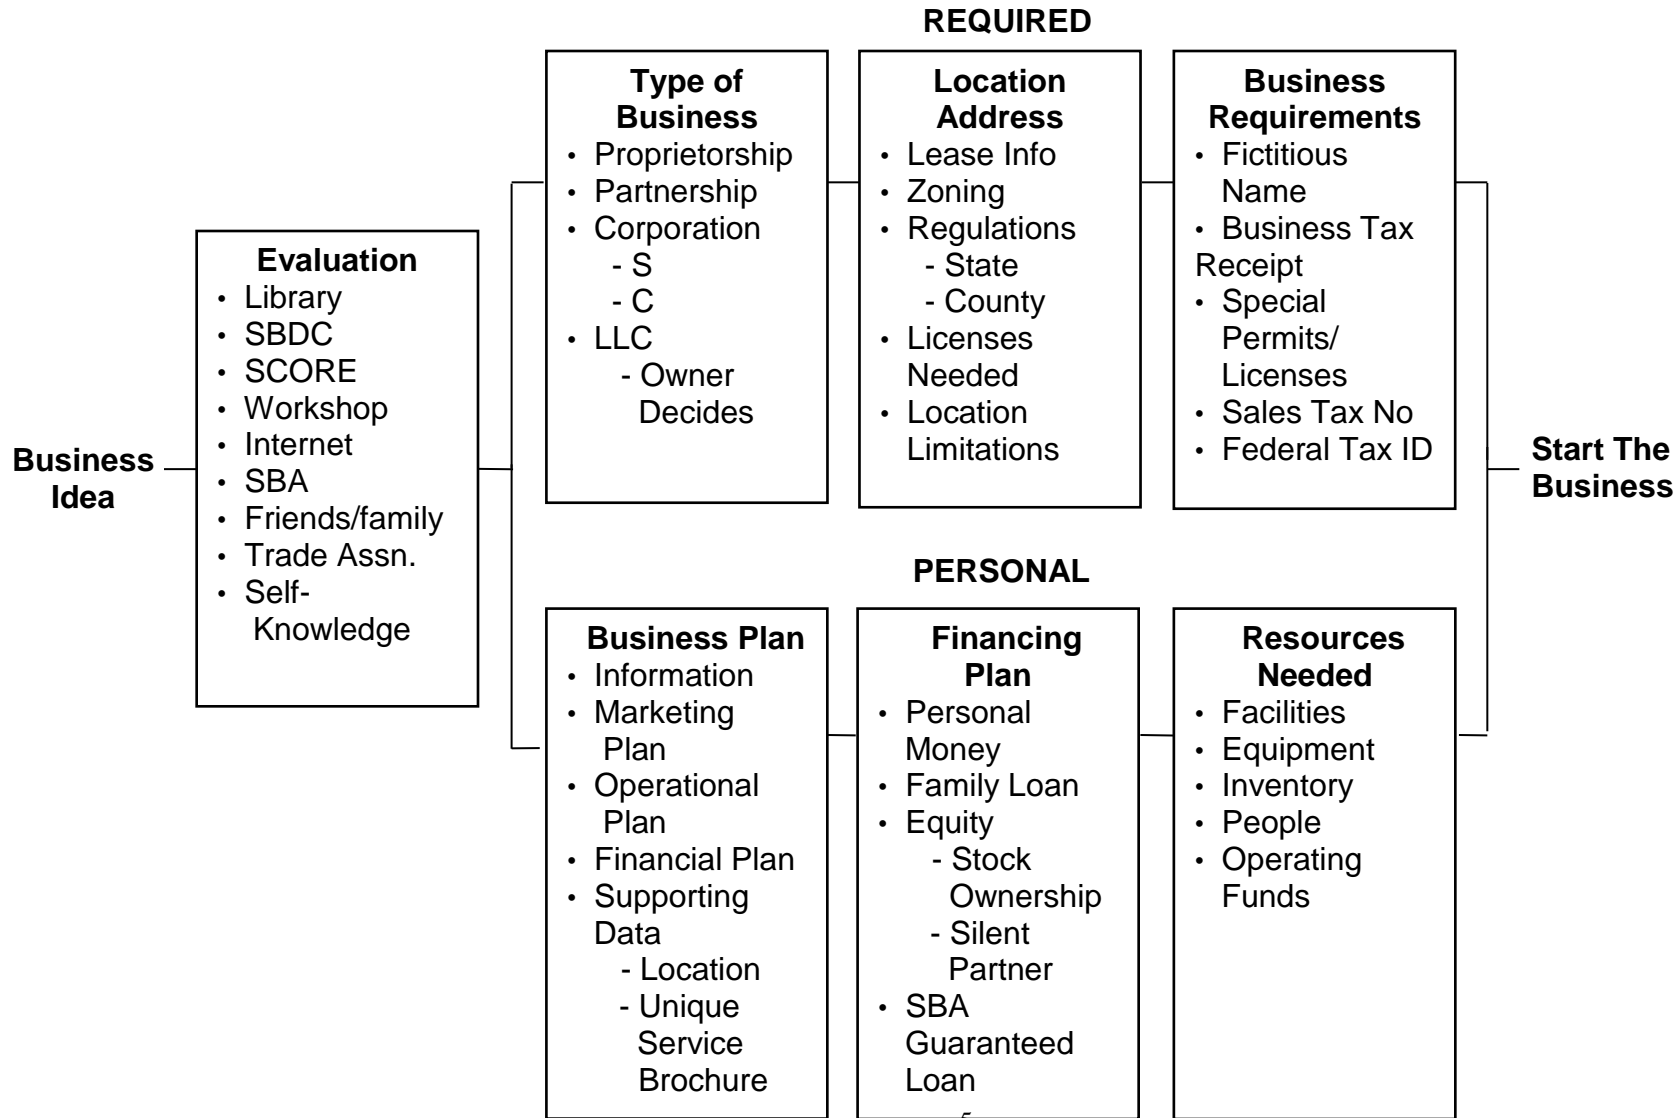 REQUIRED
Business
Idea
Evaluation
• Library
• SBDC
• SCORE
• Workshop
• Internet
• SBA
• Friends/family
• Trade Assn.
• Self-
Knowledge
Type of
Business
• Proprietorship
• Partnership
• Corporation
- S
- C
• LLC
- Owner
Decides
Location
Address
• Lease Info
• Zoning
• Regulations
- State
- County
• Licenses
Needed
• Location
Limitations
Business
Requirements
• Fictitious
Name
• Business Tax
Receipt
• Special
Permits/
Licenses
• Sales Tax No
• Federal Tax ID
PERSONAL
Business Plan
• Information
• Marketing
Plan
• Operational
Plan
• Financial Plan
• Supporting
Data
- Location
- Unique
Service
Brochure
Financing
Plan
• Personal
Money
• Family Loan
• Equity
- Stock
Ownership
- Silent
Partner
• SBA
Guaranteed
Loan
Resources
Needed
• Facilities
• Equipment
• Inventory
• People
• Operating
Funds
Start The
Business